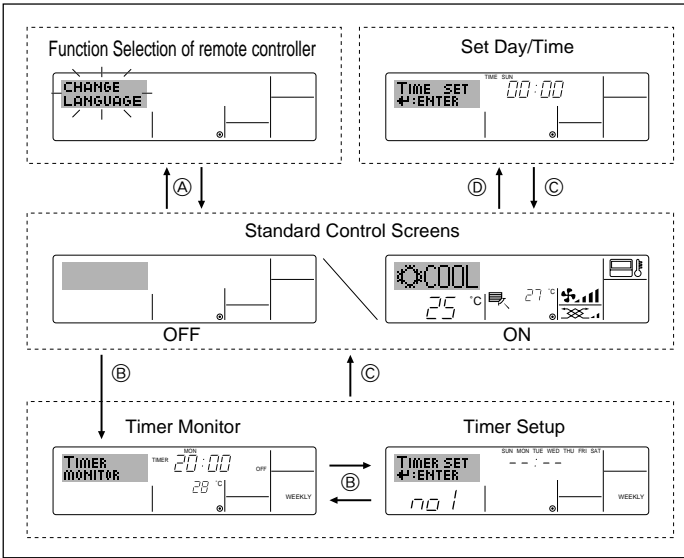 Function Selection of remote controller
CHANGE
LANGUAGE
Set Day/Time
TIME SUN
TIME SET
↵:ENTER
00:00
Ⓐ
Ⓓ
Ⓒ
Standard Control Screens
OFF
COOL
25 °C
27 °C
ON
Ⓑ
Ⓒ
Timer Monitor
TIMER
MONITOR
MON
TIMER 20:00 OFF
28 °C
WEEKLY
Ⓑ
Timer Setup
SUN MON TUE WED THU FRI SAT
TIMER SET
↵:ENTER
--:--
no 1
WEEKLY